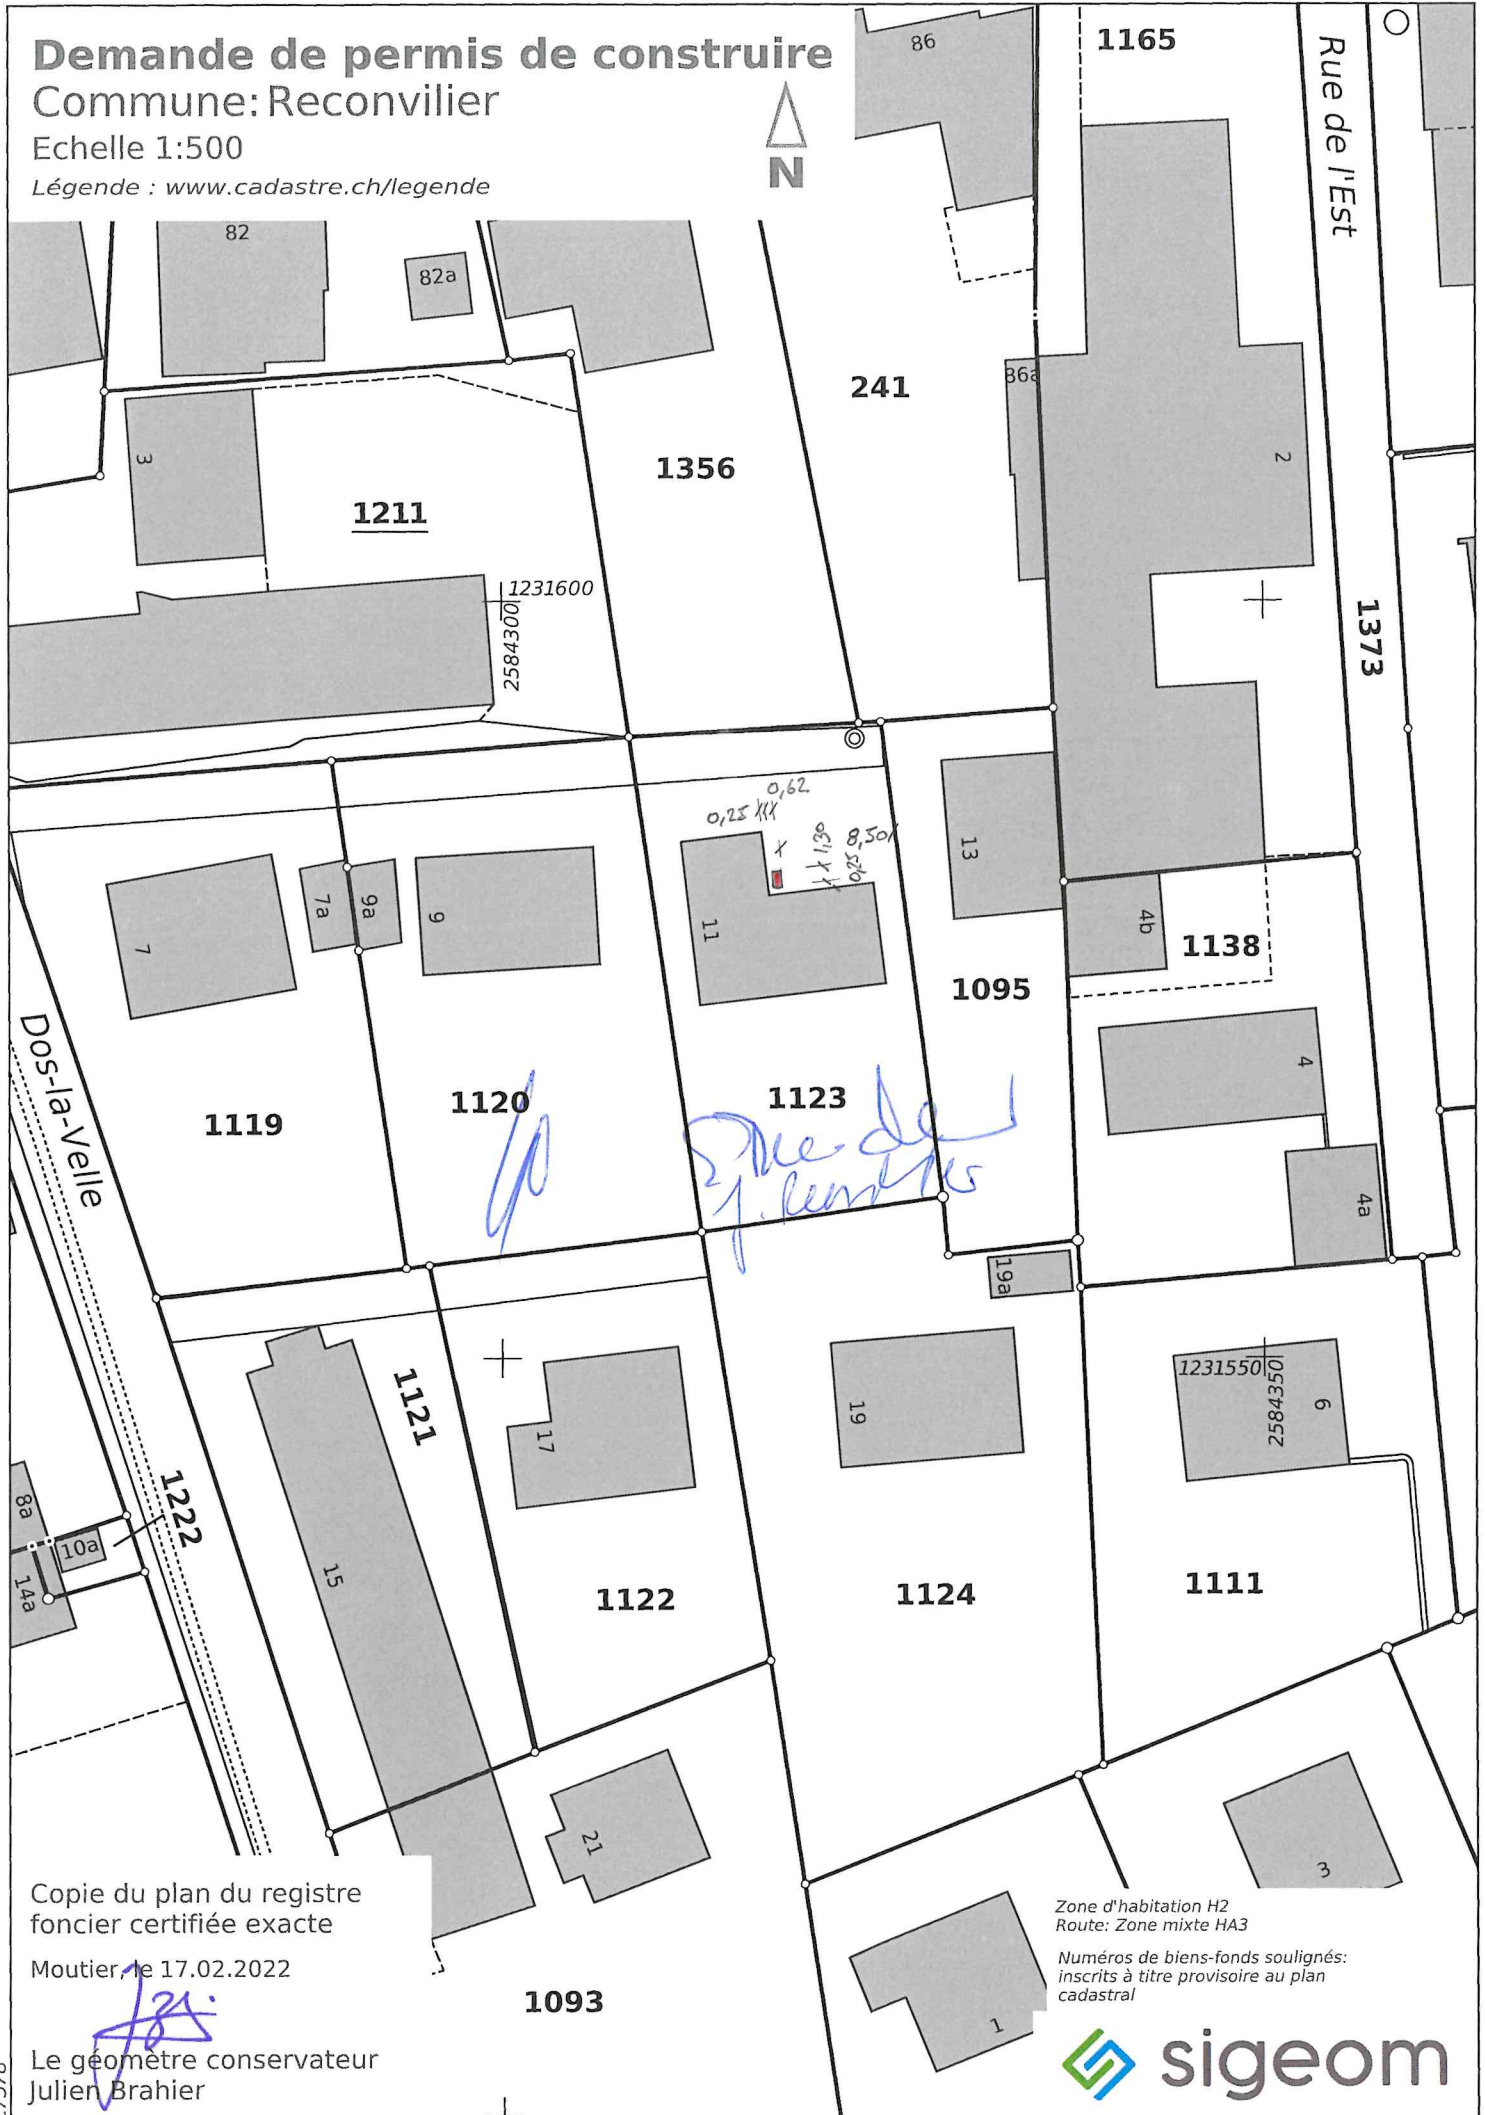 Demande de permis de construire
Commune: Reconvilier
Echelle 1:500
Légende : www.cadastre.ch/legende
N
86
1165
Rue de l'Est
82
82a
241
86a
3
1356
2
1211
1231600
2584300
1373
0,62
0,25
1,30
8,50
0,25
13
7
7a
9a
9
11
4b
1138
1095
Dos-la-Velle
4
1119
1120
1123
4a
19a
1121
17
19
1231550
2584350
6
1222
8a
10a
14a
15
1122
1124
1111
21
3
Copie du plan du registre
foncier certifiée exacte
Moutier, le 17.02.2022
Le géomètre conservateur
Julien Brahier
1093
1
Zone d'habitation H2
Route: Zone mixte HA3
Numéros de biens-fonds soulignés:
inscrits à titre provisoire au plan
cadastral
sigeom